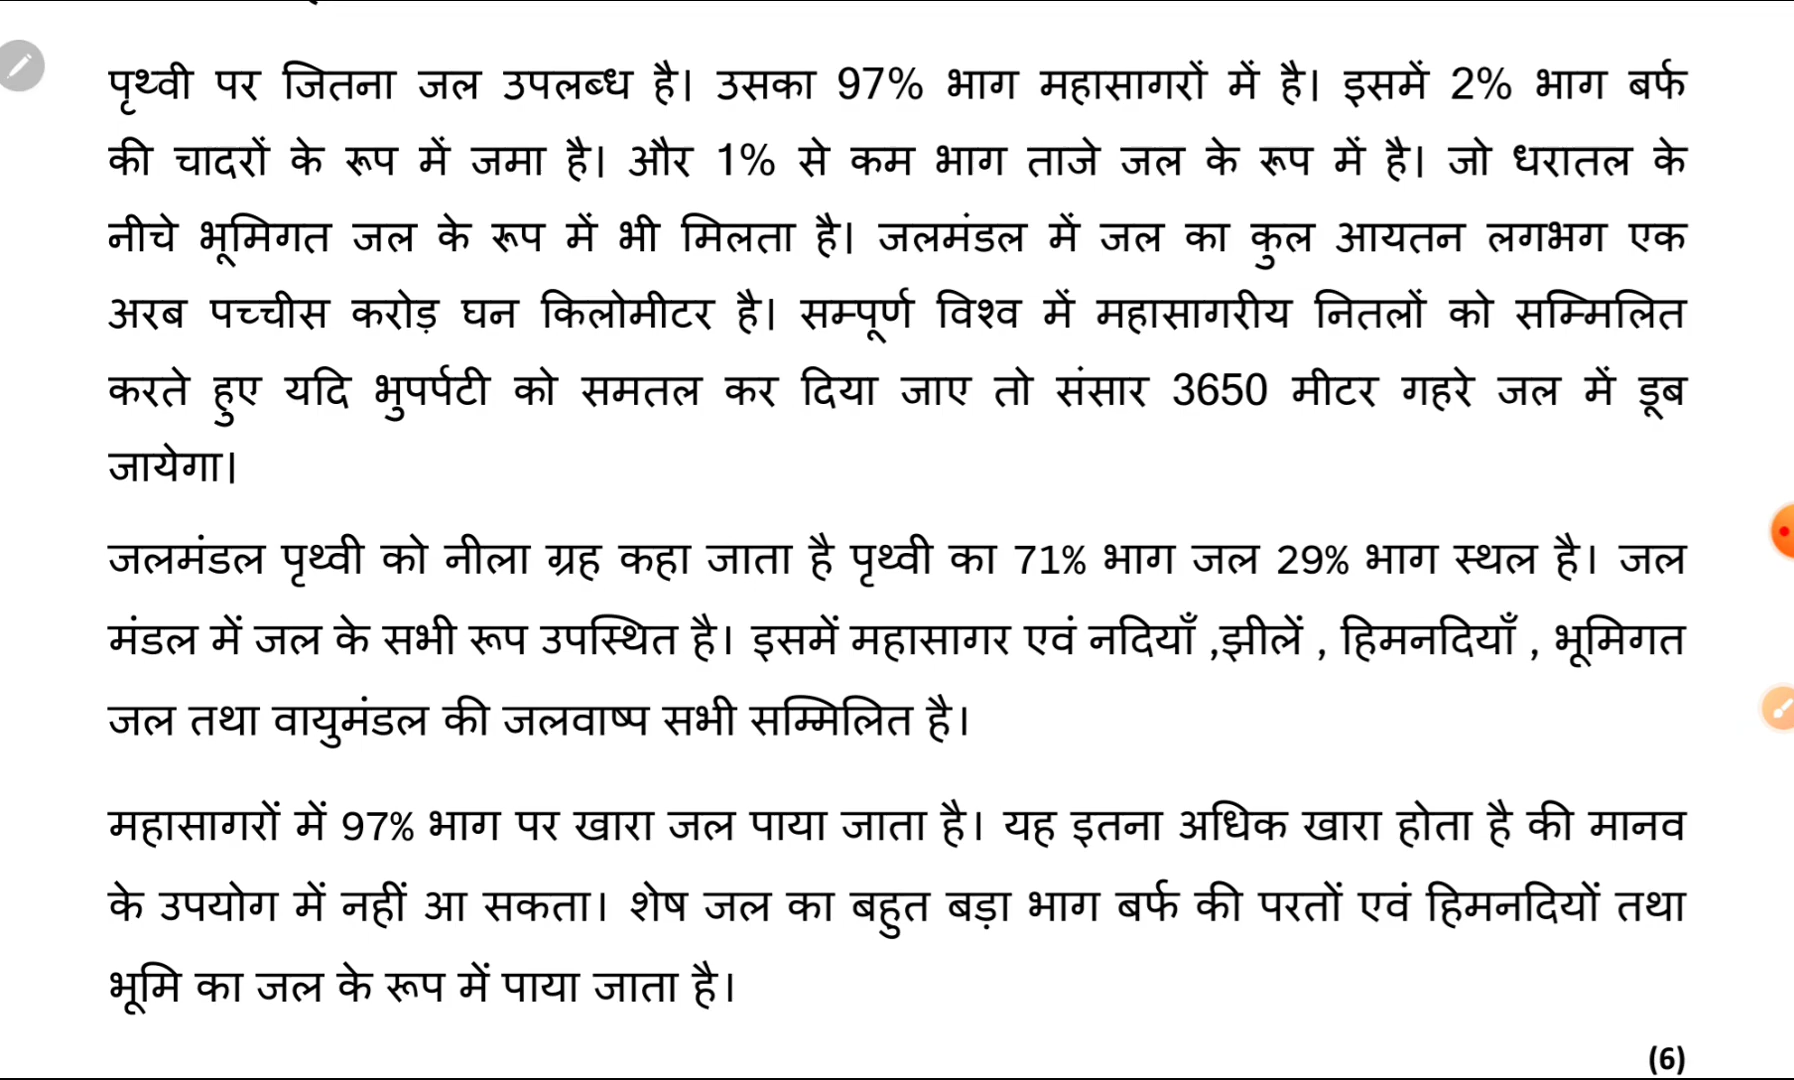 पृथ्वी पर जितना जल उपलब्ध है। उसका 97% भाग महासागरों में है। इसमें 2% भाग बर्फ
की चादरों के रूप में जमा है। और 1% से कम भाग ताजे जल के रूप में है। जो धरातल के
नीचे भूमिगत जल के रूप में भी मिलता है। जलमंडल में जल का कुल आयतन लगभग एक
अरब पच्चीस करोड़ घन किलोमीटर है। सम्पूर्ण विश्व में महासागरीय नितलों को सम्मिलित
करते हुए यदि भुपर्पटी को समतल कर दिया जाए तो संसार 3650 मीटर गहरे जल में डूब
जायेगा।
जलमंडल पृथ्वी को नीला ग्रह कहा जाता है पृथ्वी का 71% भाग जल 29% भाग स्थल है। जल
मंडल में जल के सभी रूप उपस्थित है। इसमें महासागर एवं नदियाँ ,झीलें , हिमनदियाँ , भूमिगत
जल तथा वायुमंडल की जलवाष्प सभी सम्मिलित है।
महासागरों में 97% भाग पर खारा जल पाया जाता है। यह इतना अधिक खारा होता है की मानव
के उपयोग में नहीं आ सकता। शेष जल का बहुत बड़ा भाग बर्फ की परतों एवं हिमनदियों तथा
भूमि का जल के रूप में पाया जाता है।
(6)